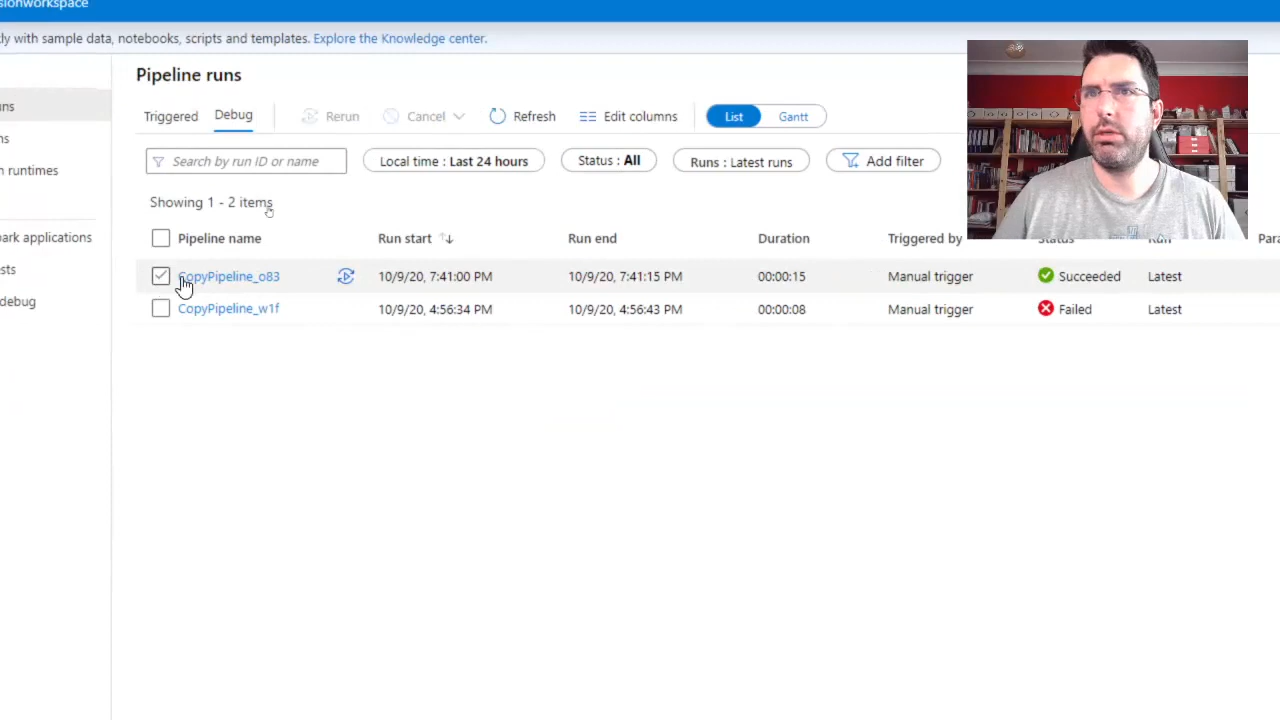 sionworkspace
ly with sample data, notebooks, scripts and templates. Explore the Knowledge center.
Pipeline runs
Triggered Debug Rerun Cancel Refresh Edit columns List Gantt
Search by run ID or name Local time : Last 24 hours Status : All Runs : Latest runs Add filter
Showing 1 - 2 items
Pipeline name Run start Run end Duration Triggered by Status Run Para
CopyPipeline_o83 10/9/20, 7:41:00 PM 10/9/20, 7:41:15 PM 00:00:15 Manual trigger Succeeded Latest
CopyPipeline_w1f 10/9/20, 4:56:34 PM 10/9/20, 4:56:43 PM 00:00:08 Manual trigger Failed Latest
uns
ns
n runtimes
ark applications
sts
debug